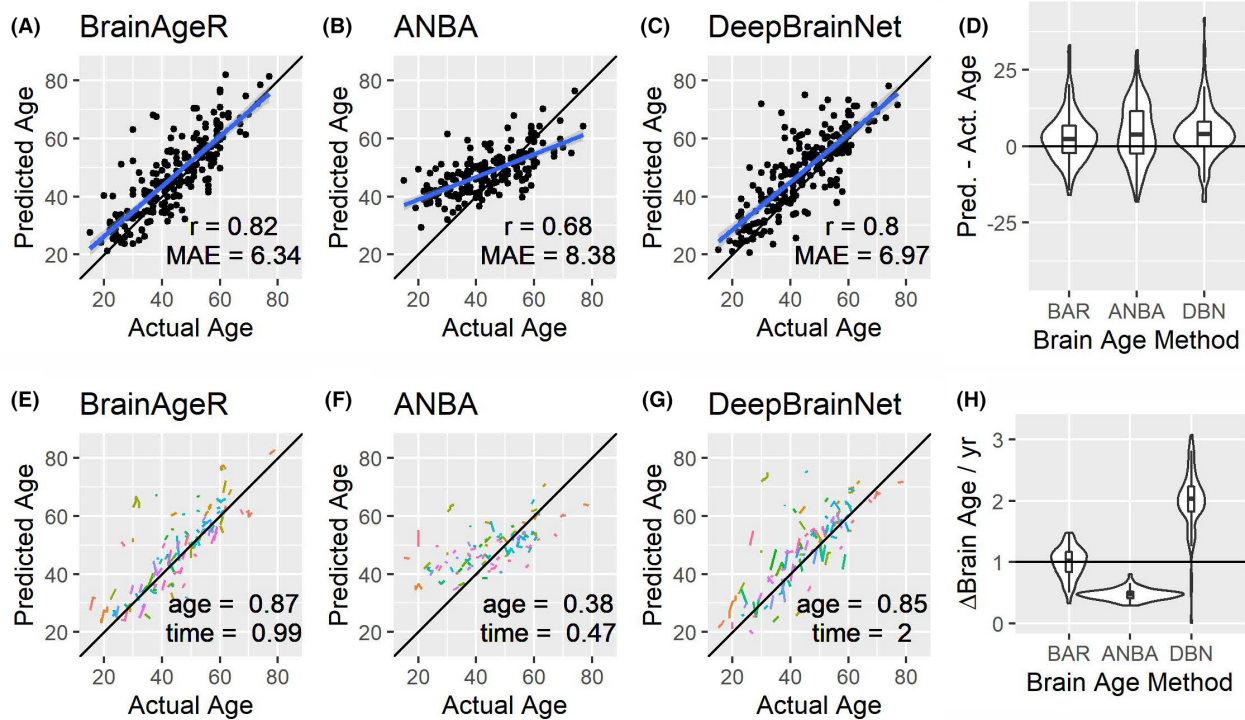 (A) BrainAgeR
Predicted Age
80
60
40
20
r = 0.82
MAE = 6.34
20 40 60 80
Actual Age
(B) ANBA
Predicted Age
80
60
40
20
r = 0.68
MAE = 8.38
20 40 60 80
Actual Age
(C) DeepBrainNet
Predicted Age
80
60
40
20
r = 0.8
MAE = 6.97
20 40 60 80
Actual Age
(D)
Pred. - Act. Age
25
0
-25
BAR ANBA DBN
Brain Age Method
(E) BrainAgeR
Predicted Age
80
60
40
20
age = 0.87
time = 0.99
20 40 60 80
Actual Age
(F) ANBA
Predicted Age
80
60
40
20
age = 0.38
time = 0.47
20 40 60 80
Actual Age
(G) DeepBrainNet
Predicted Age
80
60
40
20
age = 0.85
time = 2
20 40 60 80
Actual Age
(H)
ΔBrain Age / yr
3
2
1
0
BAR ANBA DBN
Brain Age Method